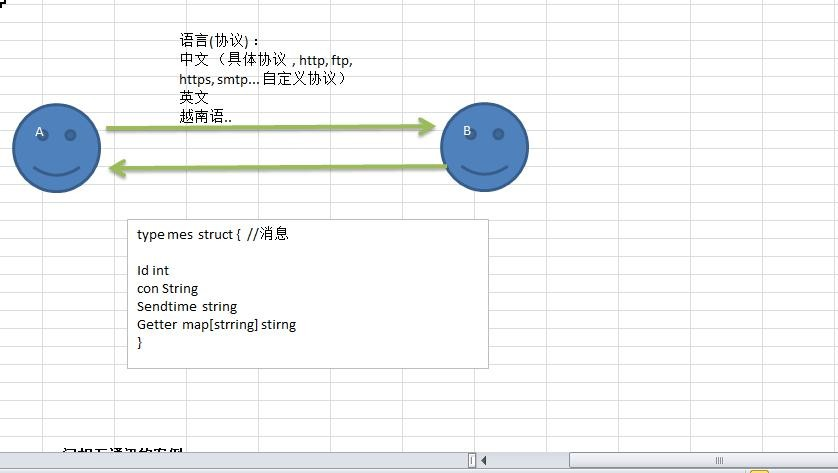 语言(协议)：
中文（具体协议 , http, ftp,
https, smtp... 自定义协议）
英文
越南语..
A
B
type mes struct { //消息
Id int
con String
Sendtime string
Getter map[strring] stirng
}